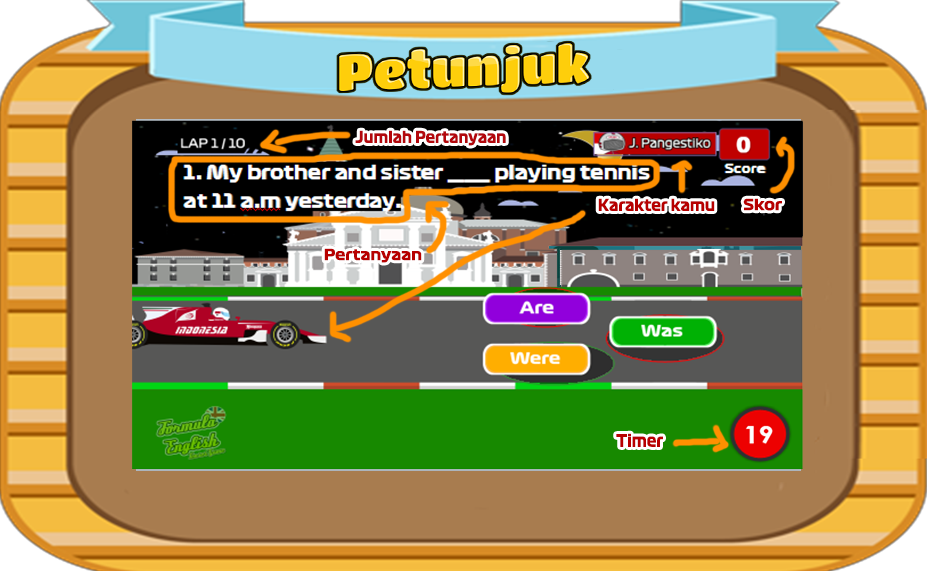 Petunjuk
LAP 1 / 10
Jumlah Pertanyaan
J. Pangestiko
0
Score
1. My brother and sister ____ playing tennis
at 11 a.m yesterday.
Karakter kamu
Skor
Pertanyaan
INDONESIA
Are
Was
Were
Formula
English
Timer
19